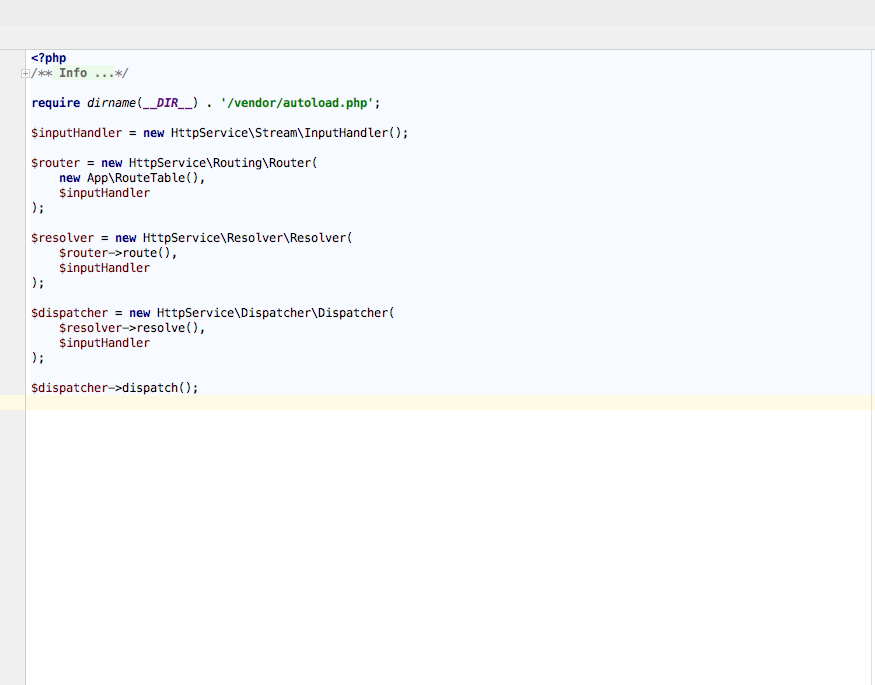 <?php
/** Info ...*/
require dirname(__DIR__) . '/vendor/autoload.php';
$inputHandler = new HttpService\Stream\InputHandler();
$router = new HttpService\Routing\Router(
    new App\RouteTable(),
    $inputHandler
);
$resolver = new HttpService\Resolver\Resolver(
    $router->route(),
    $inputHandler
);
$dispatcher = new HttpService\Dispatcher\Dispatcher(
    $resolver->resolve(),
    $inputHandler
);
$dispatcher->dispatch();